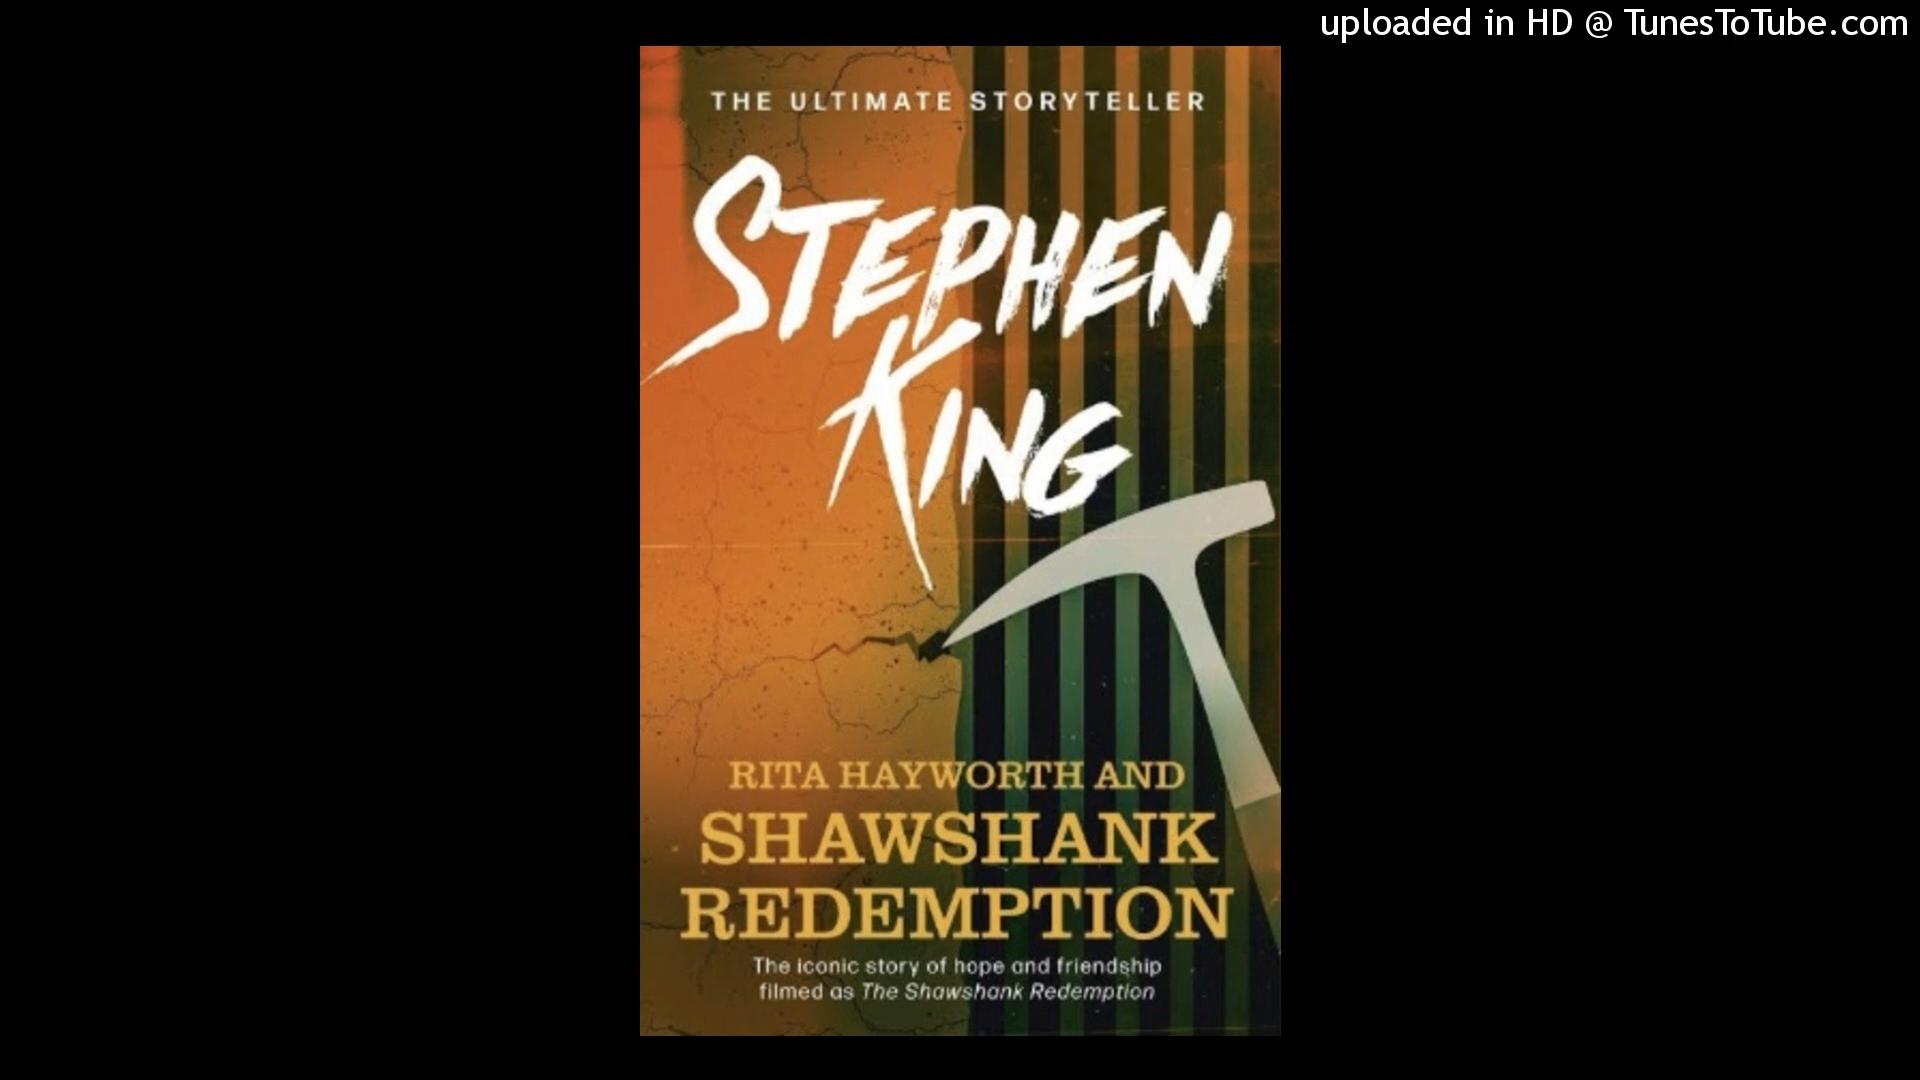 uploaded in HD @ TunesToTube.com
THE ULTIMATE STORYTELLER
STEPHEN
KING
RITA HAYWORTH AND
SHAWSHANK
REDEMPTION
The iconic story of hope and friendship
filmed as The Shawshank Redemption